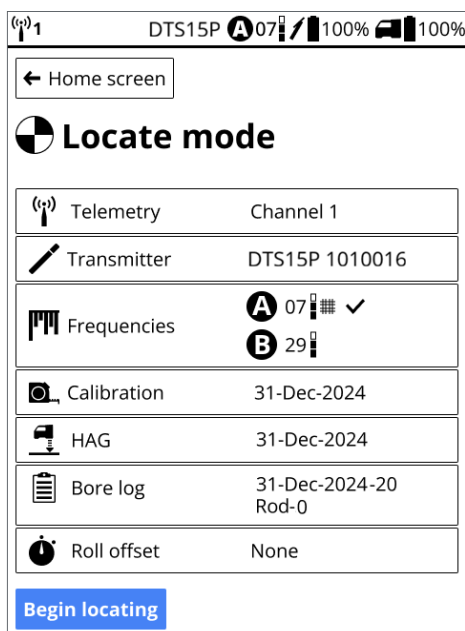 1 DTS15P A 07 100% 100%
← Home screen
Locate mode
Telemetry Channel 1
Transmitter DTS15P 1010016
Frequencies A 07 ✓
B 29
Calibration 31-Dec-2024
HAG 31-Dec-2024
Bore log 31-Dec-2024-20
Rod-0
Roll offset None
Begin locating